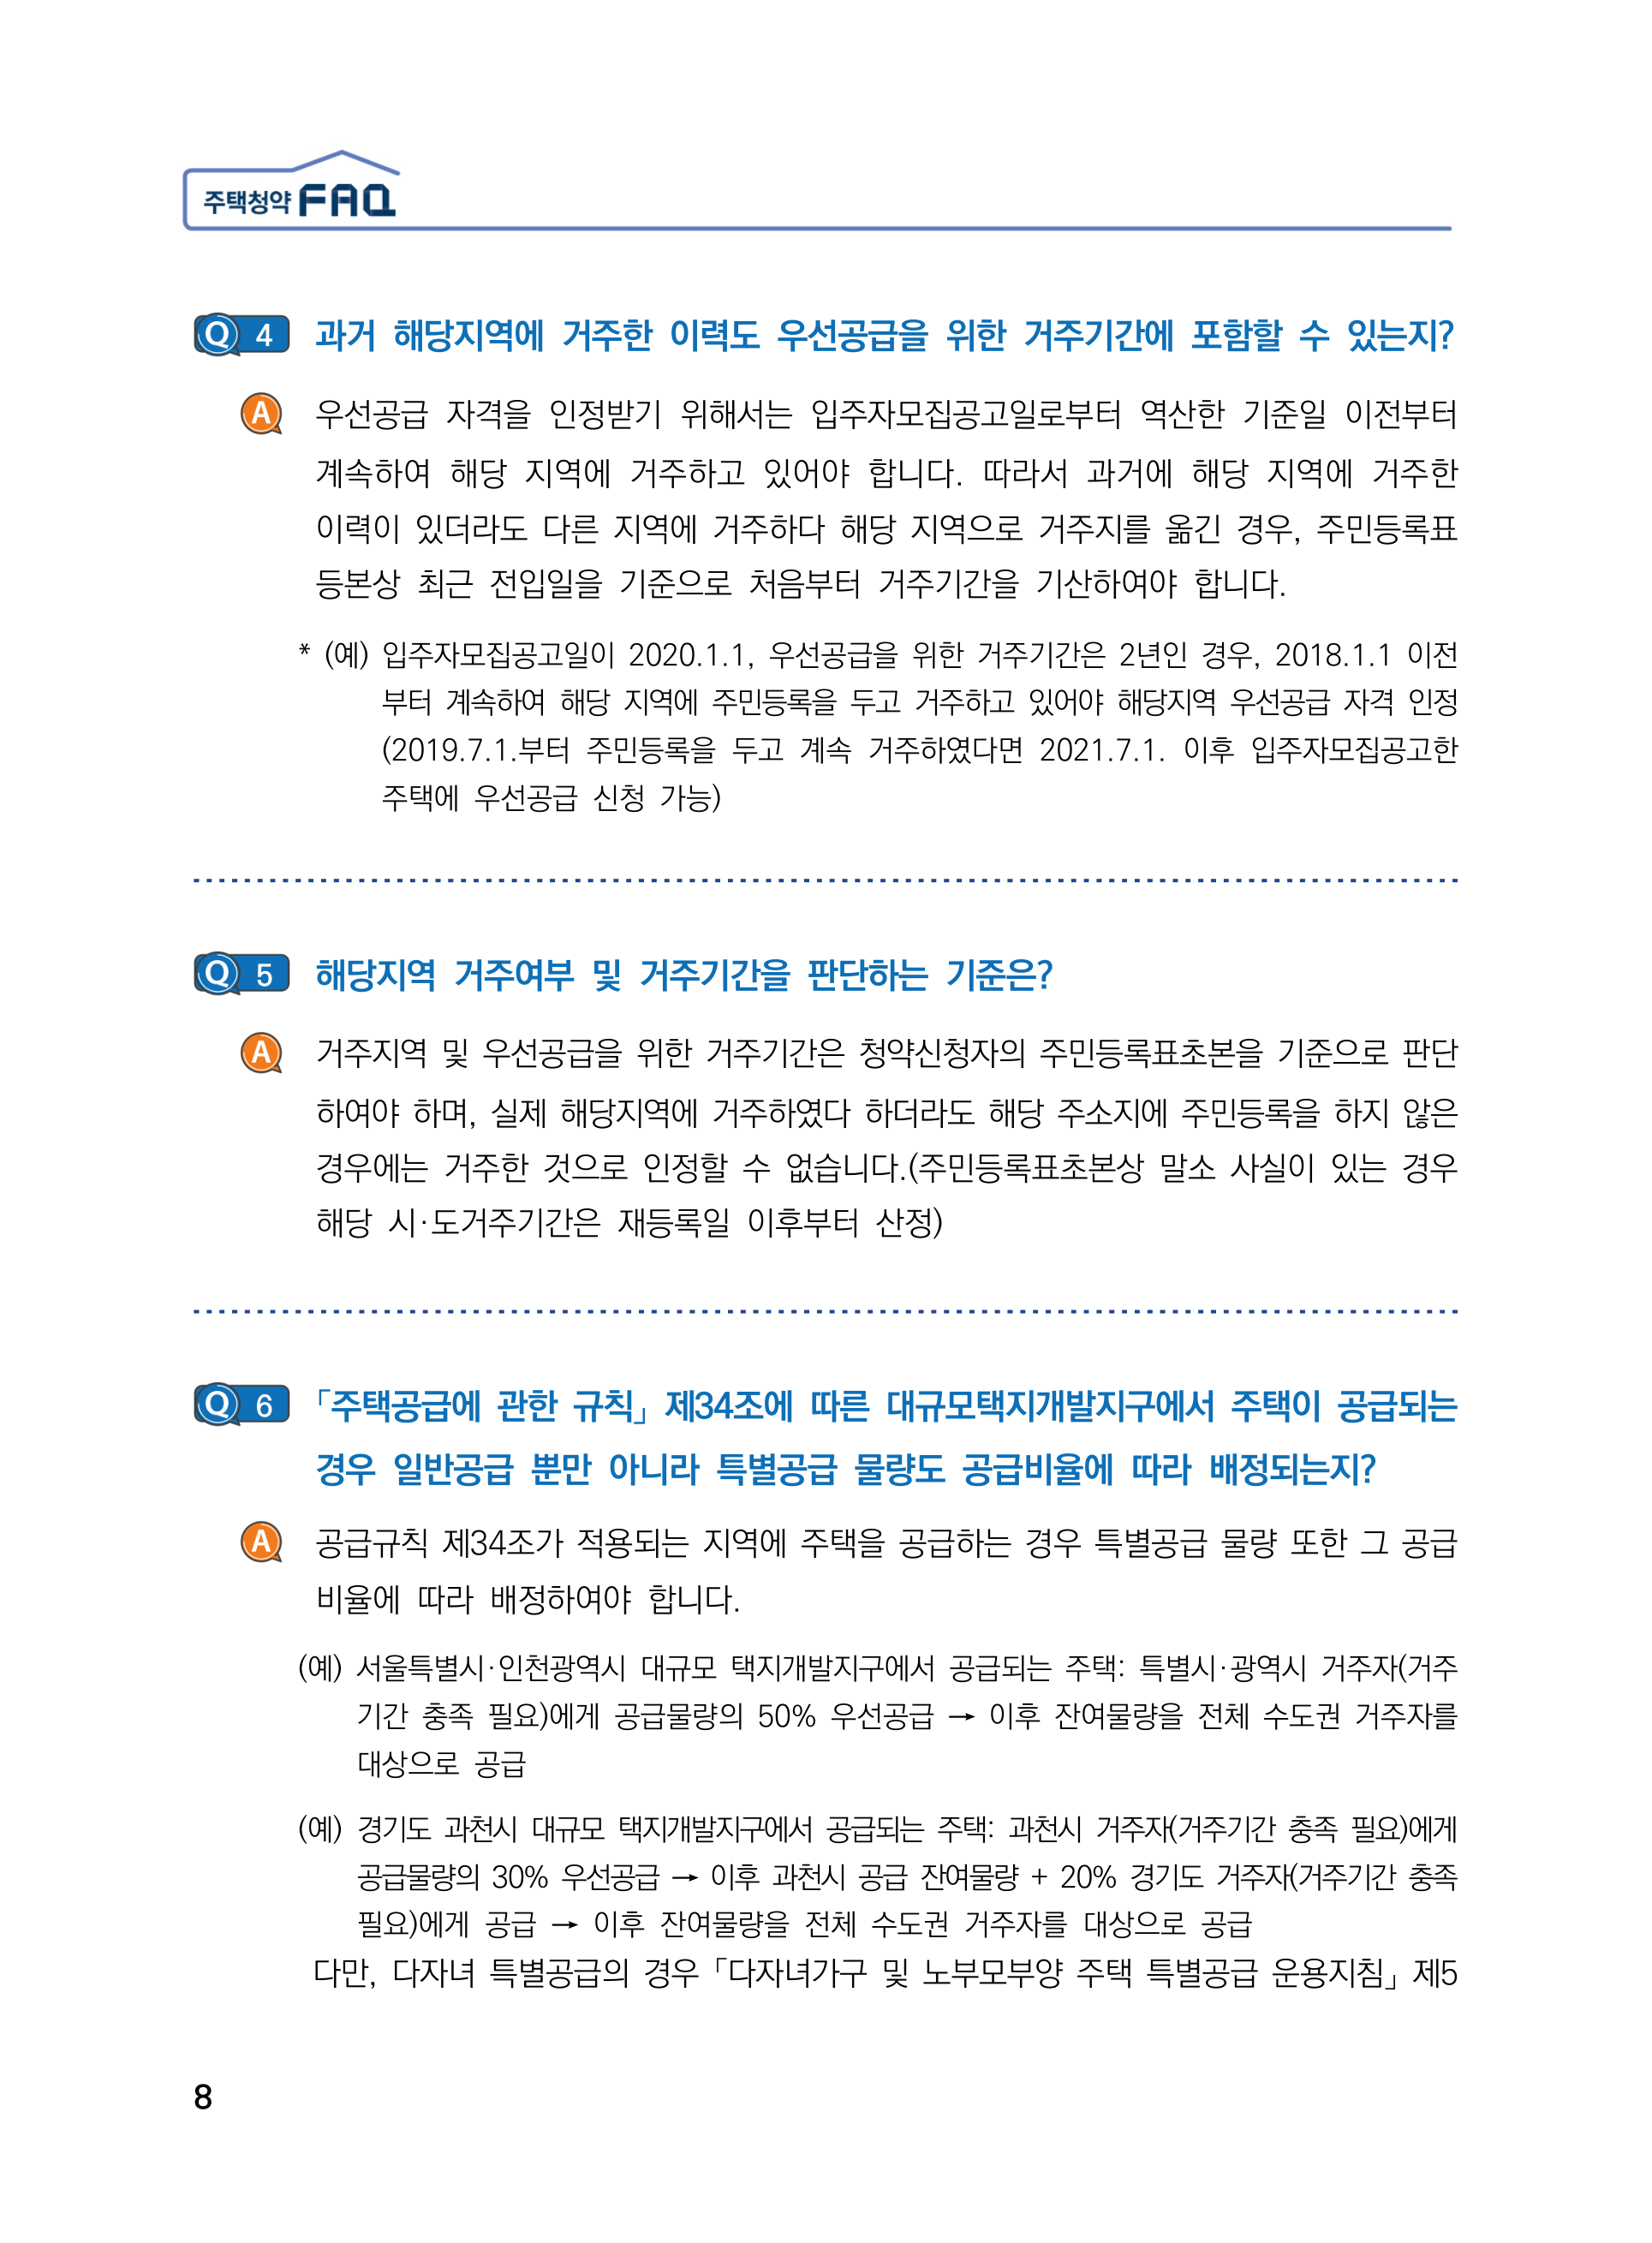 주택청약 FAQ
Q 4 과거 해당지역에 거주한 이력도 우선공급을 위한 거주기간에 포함할 수 있는지?
A 우선공급 자격을 인정받기 위해서는 입주자모집공고일로부터 역산한 기준일 이전부터
계속하여 해당 지역에 거주하고 있어야 합니다. 따라서 과거에 해당 지역에 거주한
이력이 있더라도 다른 지역에 거주하다 해당 지역으로 거주지를 옮긴 경우, 주민등록표
등본상 최근 전입일을 기준으로 처음부터 거주기간을 기산하여야 합니다.
* (예) 입주자모집공고일이 2020.1.1, 우선공급을 위한 거주기간은 2년인 경우, 2018.1.1 이전
부터 계속하여 해당 지역에 주민등록을 두고 거주하고 있어야 해당지역 우선공급 자격 인정
(2019.7.1.부터 주민등록을 두고 계속 거주하였다면 2021.7.1. 이후 입주자모집공고한
주택에 우선공급 신청 가능)
Q 5 해당지역 거주여부 및 거주기간을 판단하는 기준은?
A 거주지역 및 우선공급을 위한 거주기간은 청약신청자의 주민등록표초본을 기준으로 판단
하여야 하며, 실제 해당지역에 거주하였다 하더라도 해당 주소지에 주민등록을 하지 않은
경우에는 거주한 것으로 인정할 수 없습니다.(주민등록표초본상 말소 사실이 있는 경우
해당 시·도거주기간은 재등록일 이후부터 산정)
Q 6 「주택공급에 관한 규칙」 제34조에 따른 대규모택지개발지구에서 주택이 공급되는
경우 일반공급 뿐만 아니라 특별공급 물량도 공급비율에 따라 배정되는지?
A 공급규칙 제34조가 적용되는 지역에 주택을 공급하는 경우 특별공급 물량 또한 그 공급
비율에 따라 배정하여야 합니다.
(예) 서울특별시·인천광역시 대규모 택지개발지구에서 공급되는 주택: 특별시·광역시 거주자(거주
기간 충족 필요)에게 공급물량의 50% 우선공급 → 이후 잔여물량을 전체 수도권 거주자를
대상으로 공급
(예) 경기도 과천시 대규모 택지개발지구에서 공급되는 주택: 과천시 거주자(거주기간 충족 필요)에게
공급물량의 30% 우선공급 → 이후 과천시 공급 잔여물량 + 20% 경기도 거주자(거주기간 충족
필요)에게 공급 → 이후 잔여물량을 전체 수도권 거주자를 대상으로 공급
다만, 다자녀 특별공급의 경우 「다자녀가구 및 노부모부양 주택 특별공급 운용지침」 제5
8